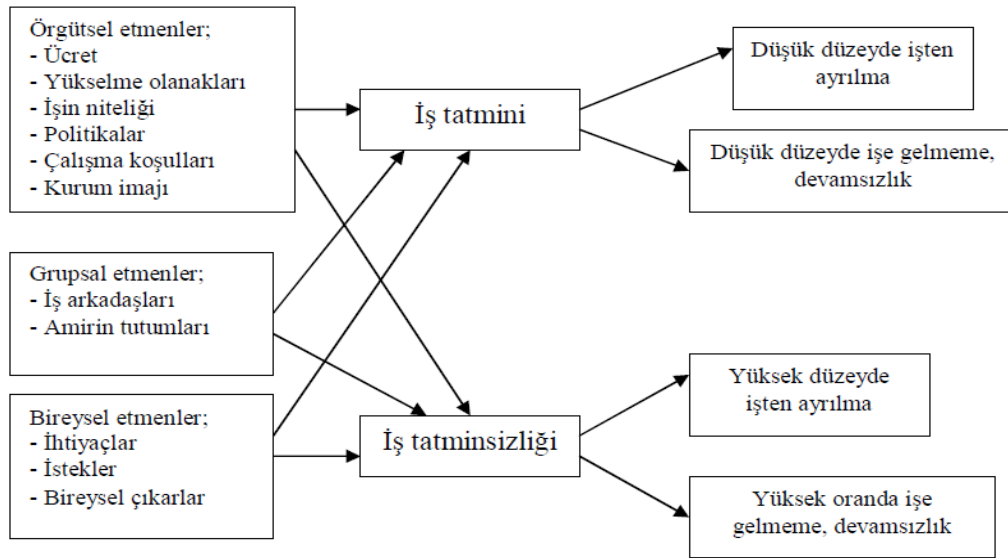 Örgütsel etmenler;
- Ücret
- Yükselme olanakları
- İşin niteliği
- Politikalar
- Çalışma koşulları
- Kurum imajı
Grupsal etmenler;
- İş arkadaşları
- Amirin tutumları
Bireysel etmenler;
- İhtiyaçlar
- İstekler
- Bireysel çıkarlar
İş tatmini
İş tatminsizliği
Düşük düzeyde işten
ayrılma
Düşük düzeyde işe gelmeme,
devamsızlık
Yüksek düzeyde
işten ayrılma
Yüksek oranda işe
gelmeme, devamsızlık